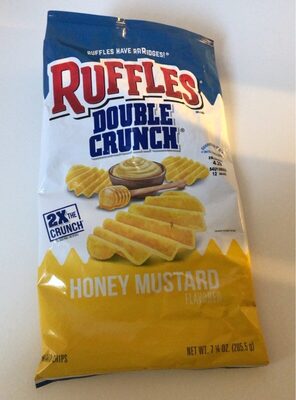 RUFFLES HAVE RRRIDGES!®
RUFFLES
DOUBLE
CRUNCH®
2X THE
CRUNCH
HONEY MUSTARD
FLAVORED
CHIPS
NET WT. 7 ¼ OZ. (205.5 g)